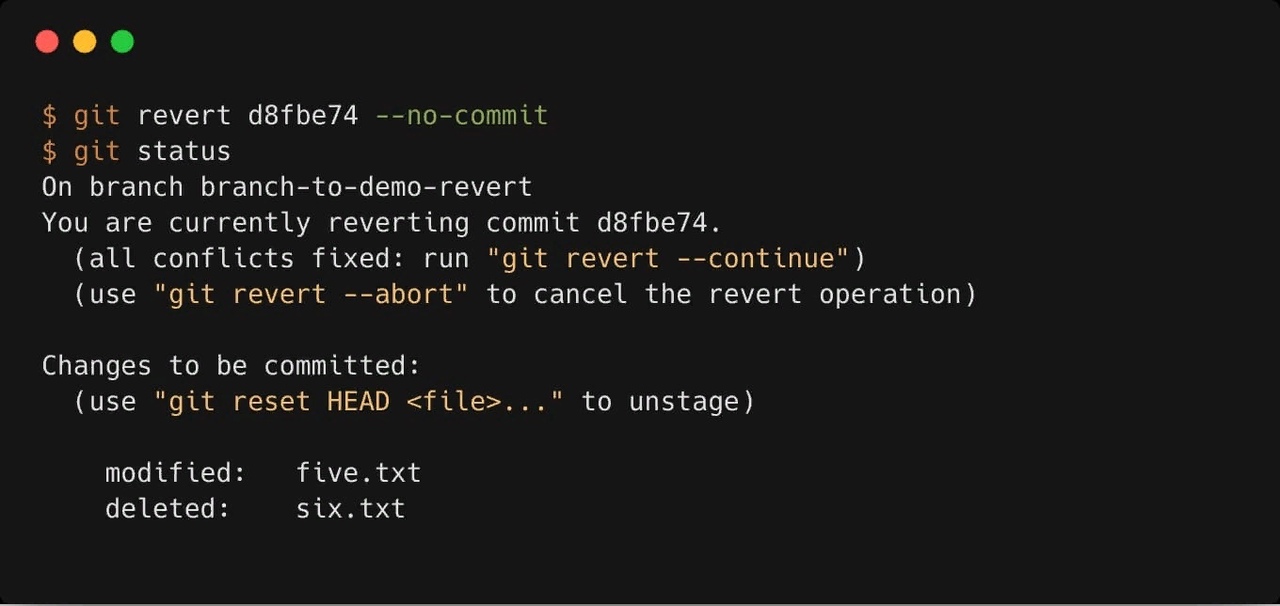 $ git revert d8fbe74 --no-commit
$ git status
On branch branch-to-demo-revert
You are currently reverting commit d8fbe74.
  (all conflicts fixed: run "git revert --continue")
  (use "git revert --abort" to cancel the revert operation)

Changes to be committed:
  (use "git reset HEAD <file>..." to unstage)

    modified:   five.txt
    deleted:    six.txt